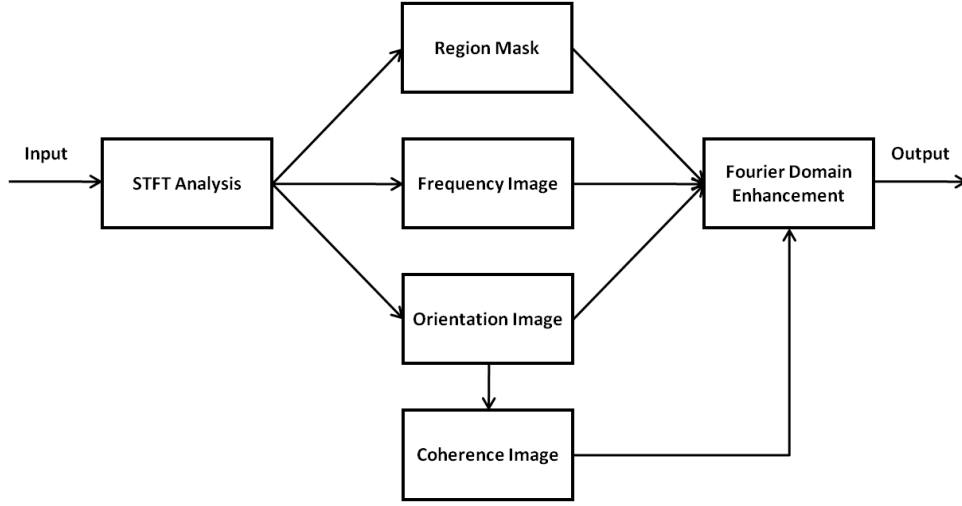 Region Mask
Input
STFT Analysis
Frequency Image
Fourier Domain
Enhancement
Output
Orientation Image
Coherence Image